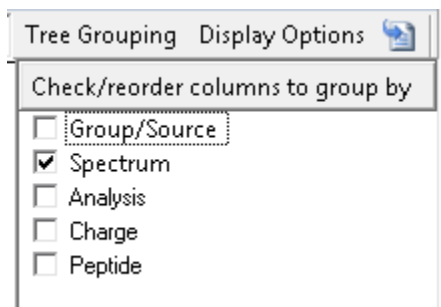 Tree Grouping Display Options
Check/reorder columns to group by
Group/Source
Spectrum
Analysis
Charge
Peptide